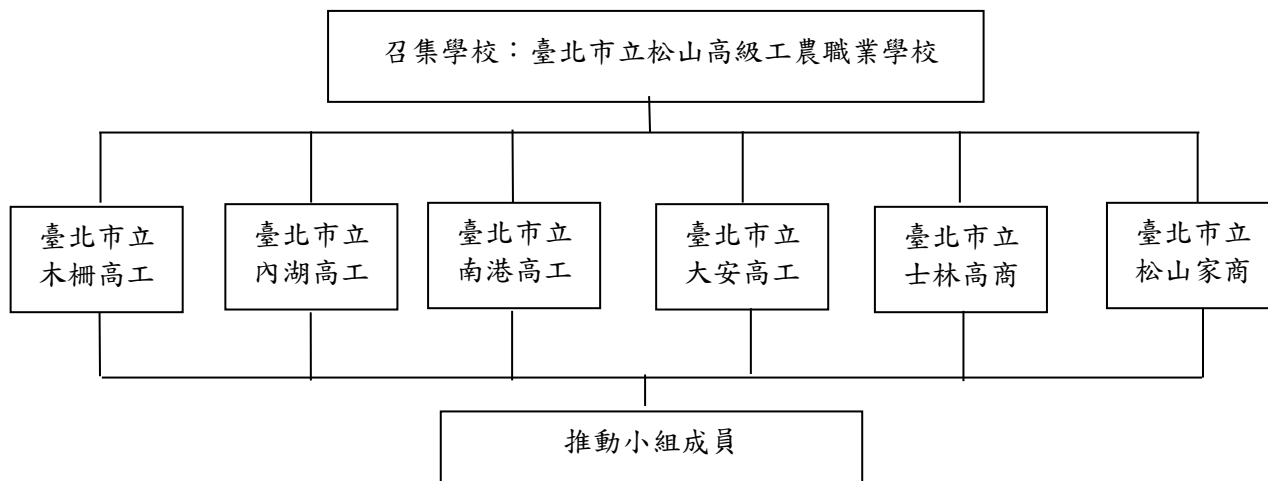 召集學校：臺北市立松山高級工農職業學校
臺北市立
木柵高工
臺北市立
內湖高工
臺北市立
南港高工
臺北市立
大安高工
臺北市立
士林高商
臺北市立
松山家商
推動小組成員